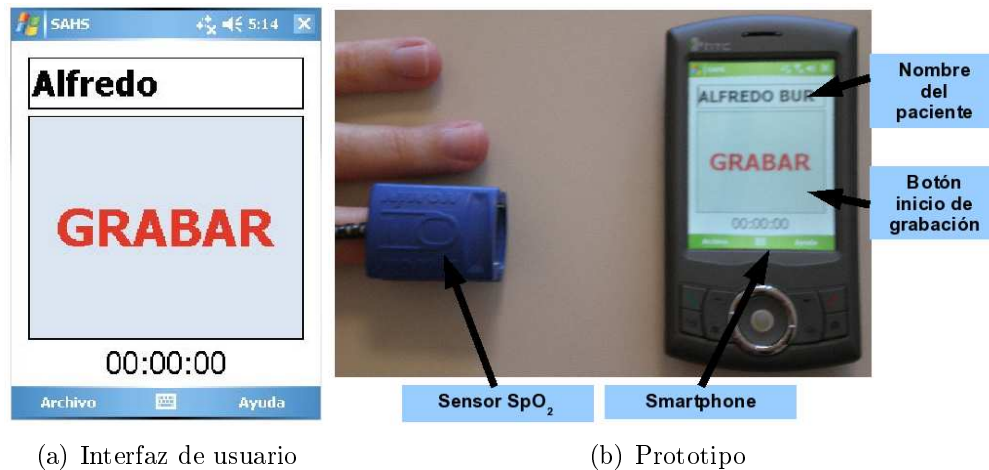 SAHS 5:14
Alfredo
GRABAR
00:00:00
Archivo Ayuda
(a) Interfaz de usuario
hTC
ALFREDO BUR
GRABAR
00:00:00
Archivo Ayuda
Nombre
del
paciente
Botón
inicio de
grabación
Sensor SpO₂
Smartphone
(b) Prototipo